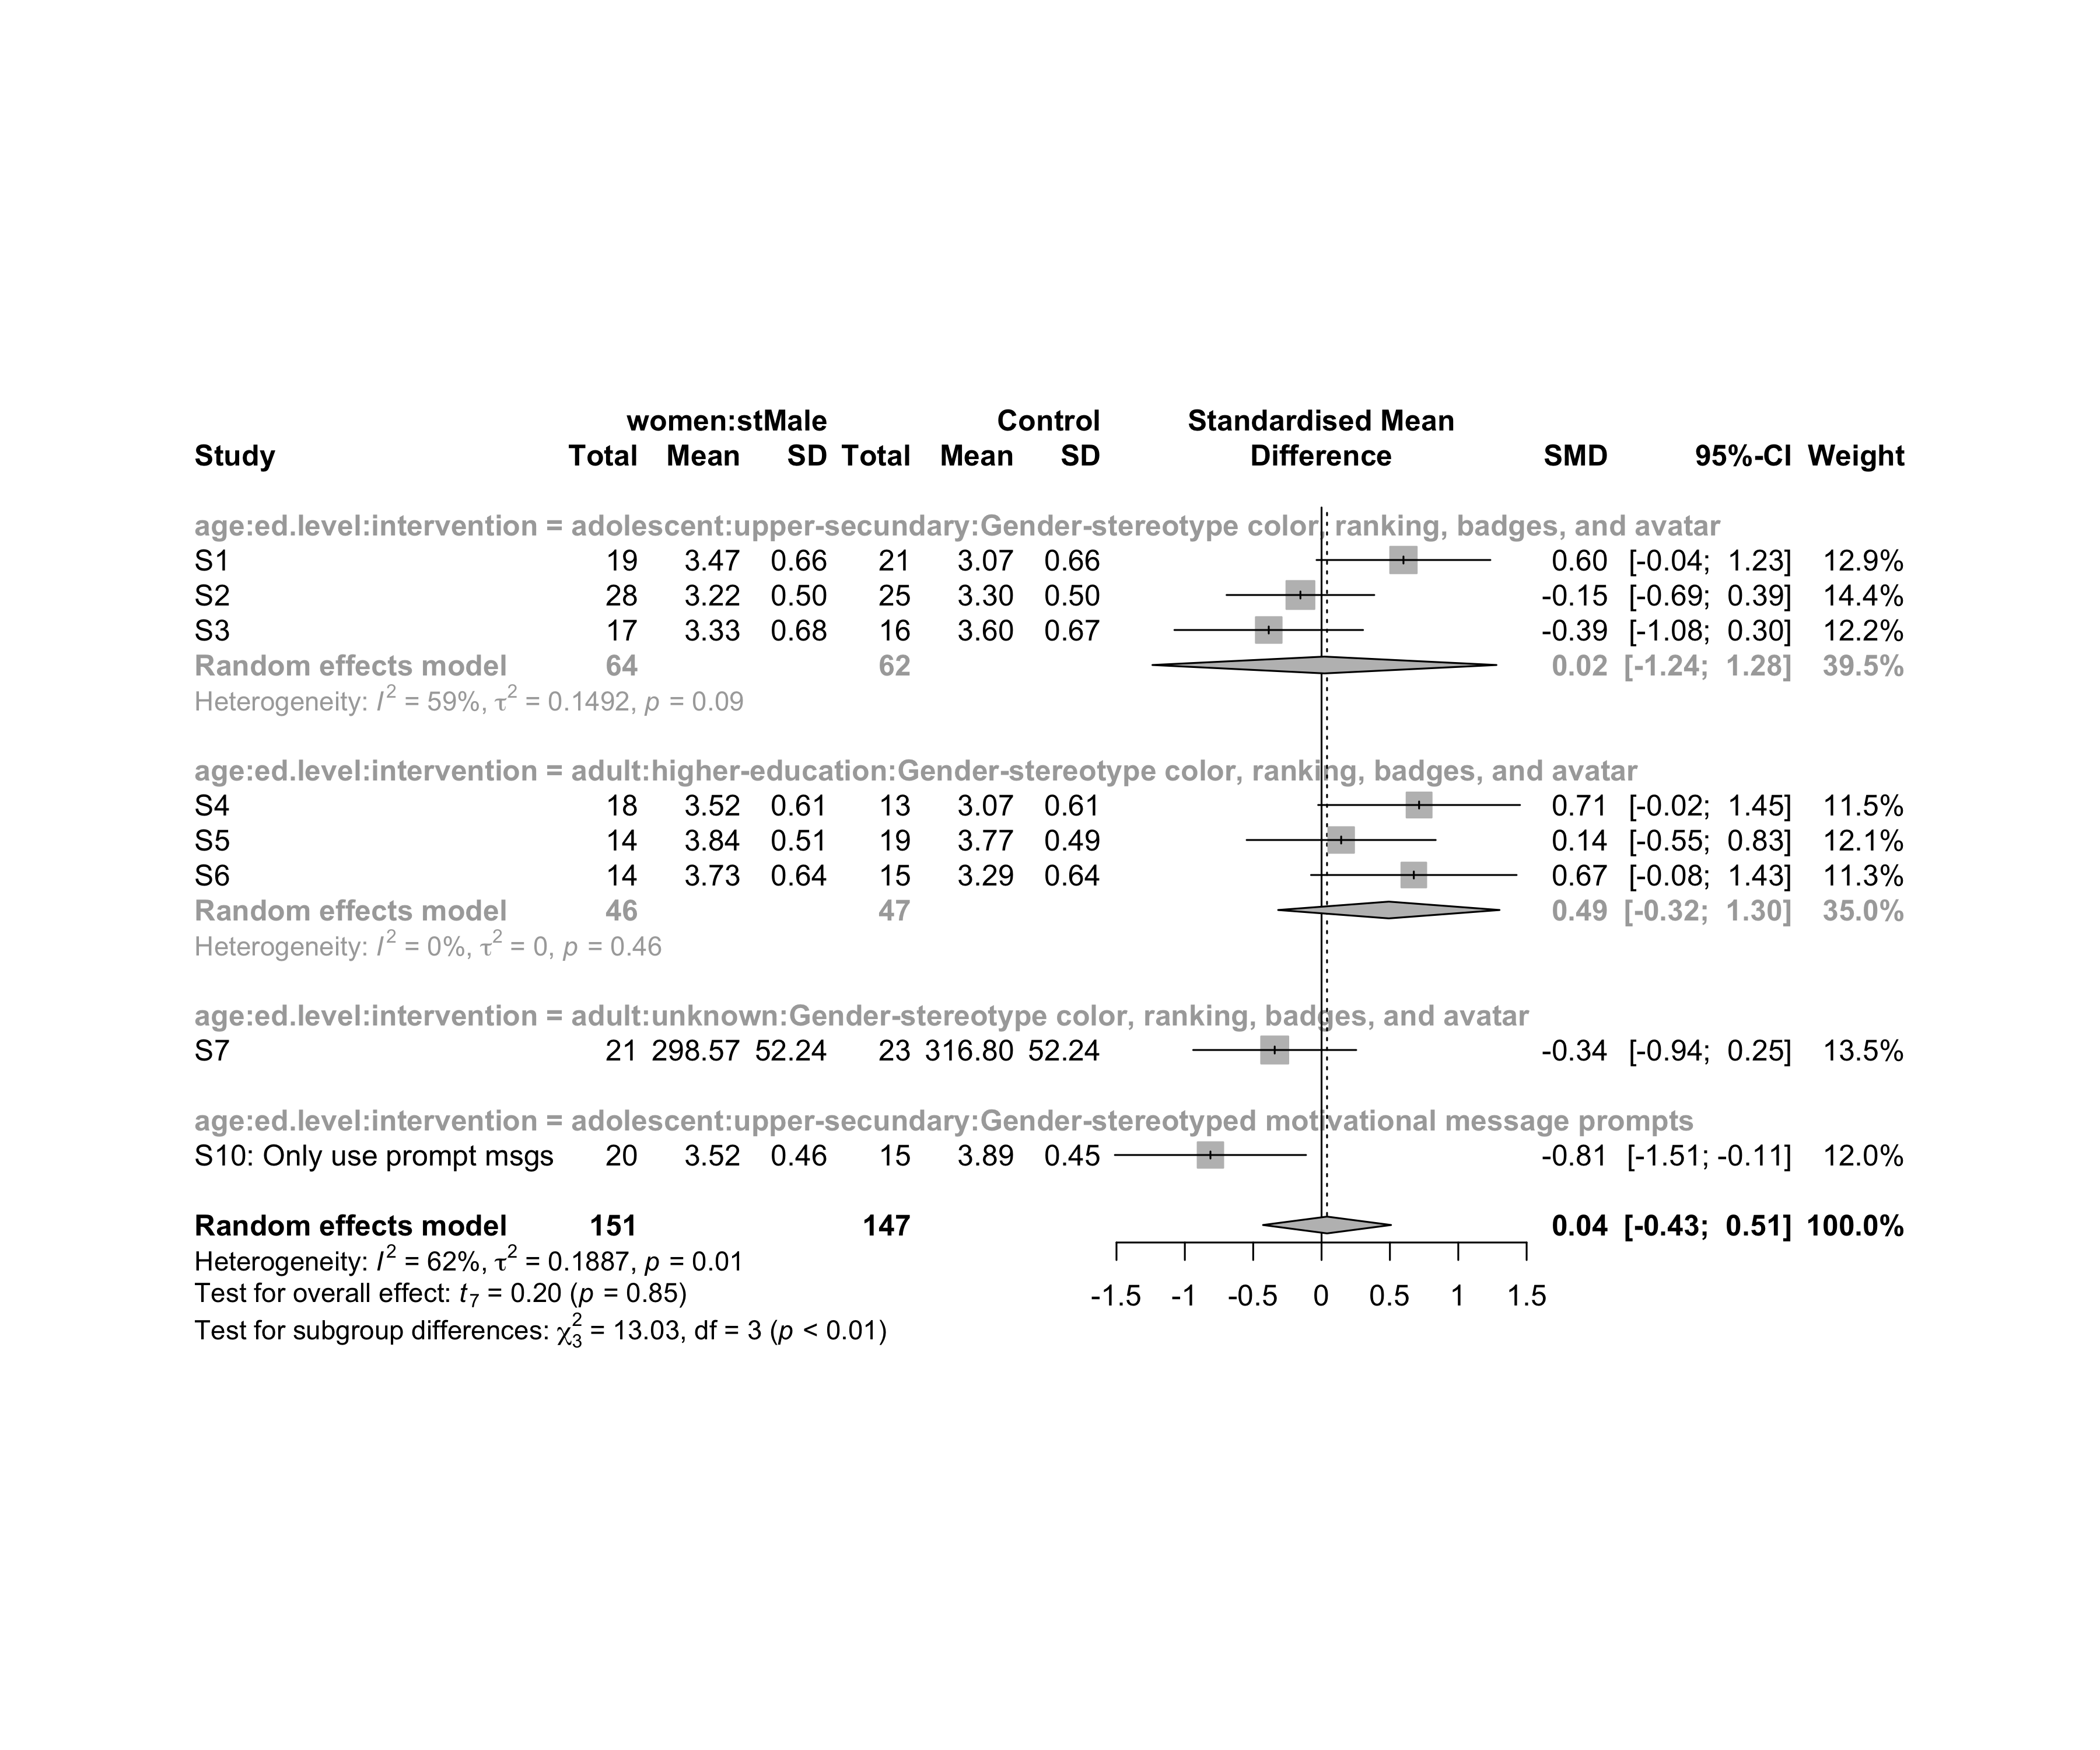 women:stMale Control Standardised Mean
Study Total Mean SD Total Mean SD Difference SMD 95%-CI Weight
age:ed.level:intervention = adolescent:upper-secundary:Gender-stereotype color, ranking, badges, and avatar
S1 19 3.47 0.66 21 3.07 0.66 0.60 [-0.04; 1.23] 12.9%
S2 28 3.22 0.50 25 3.30 0.50 -0.15 [-0.69; 0.39] 14.4%
S3 17 3.33 0.68 16 3.60 0.67 -0.39 [-1.08; 0.30] 12.2%
Random effects model 64 62 0.02 [-1.24; 1.28] 39.5%
Heterogeneity: I² = 59%, τ² = 0.1492, p = 0.09
age:ed.level:intervention = adult:higher-education:Gender-stereotype color, ranking, badges, and avatar
S4 18 3.52 0.61 13 3.07 0.61 0.71 [-0.02; 1.45] 11.5%
S5 14 3.84 0.51 19 3.77 0.49 0.14 [-0.55; 0.83] 12.1%
S6 14 3.73 0.64 15 3.29 0.64 0.67 [-0.08; 1.43] 11.3%
Random effects model 46 47 0.49 [-0.32; 1.30] 35.0%
Heterogeneity: I² = 0%, τ² = 0, p = 0.46
age:ed.level:intervention = adult:unknown:Gender-stereotype color, ranking, badges, and avatar
S7 21 298.57 52.24 23 316.80 52.24 -0.34 [-0.94; 0.25] 13.5%
age:ed.level:intervention = adolescent:upper-secundary:Gender-stereotyped motivational message prompts
S10: Only use prompt msgs 20 3.52 0.46 15 3.89 0.45 -0.81 [-1.51; -0.11] 12.0%
Random effects model 151 147 0.04 [-0.43; 0.51] 100.0%
Heterogeneity: I² = 62%, τ² = 0.1887, p = 0.01
Test for overall effect: t₇ = 0.20 (p = 0.85)
-1.5 -1 -0.5 0 0.5 1 1.5
Test for subgroup differences: χ²₃ = 13.03, df = 3 (p < 0.01)